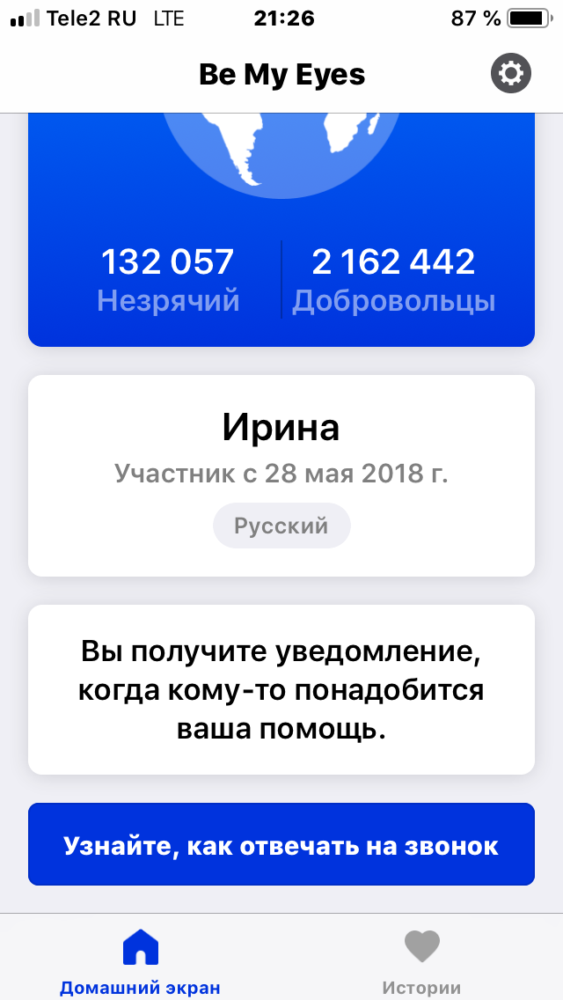 Tele2 RU LTE 21:26 87 %
Be My Eyes
132 057 2 162 442
Незрячий Добровольцы
Ирина
Участник с 28 мая 2018 г.
Русский
Вы получите уведомление,
когда кому-то понадобится
ваша помощь.
Узнайте, как отвечать на звонок
Домашний экран Истории